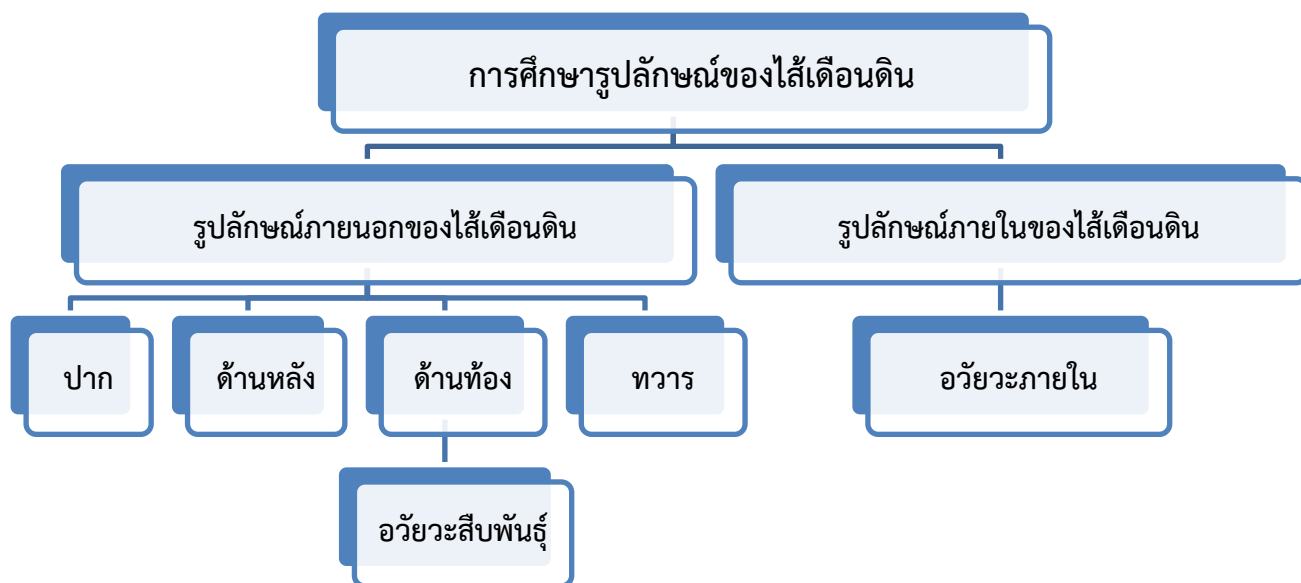 การศึกษารูปลักษณ์ของไส้เดือนดิน
รูปลักษณ์ภายนอกของไส้เดือนดิน
รูปลักษณ์ภายในของไส้เดือนดิน
ปาก
ด้านหลัง
ด้านท้อง
ทวาร
อวัยวะภายใน
อวัยวะสืบพันธุ์